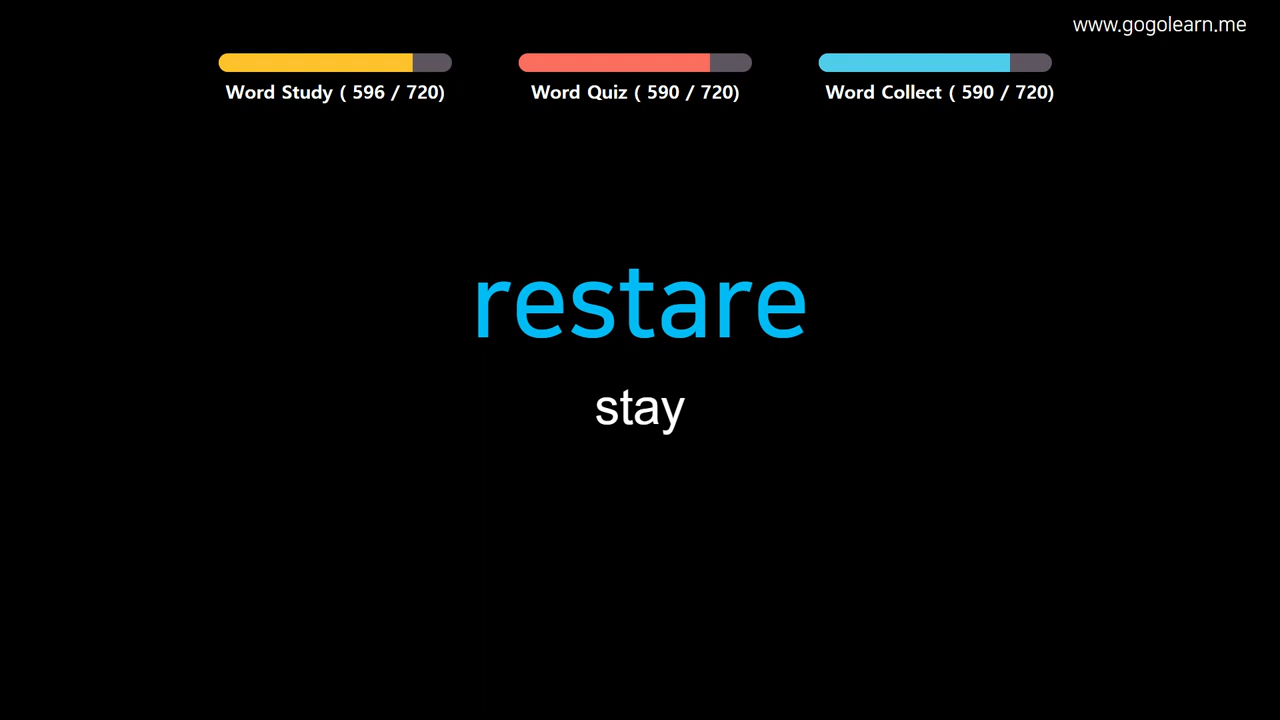 www.gogolearn.me
Word Study ( 596 / 720)
Word Quiz ( 590 / 720)
Word Collect ( 590 / 720)
restare
stay